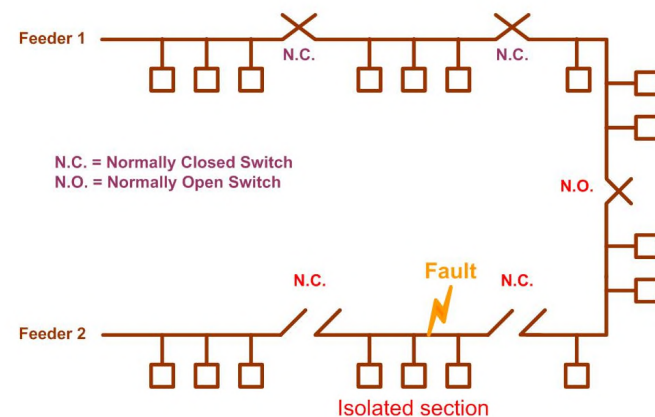 Feeder 1
N.C.
N.C.
N.C. = Normally Closed Switch
N.O. = Normally Open Switch
N.O.
Fault
N.C.
N.C.
Feeder 2
Isolated section